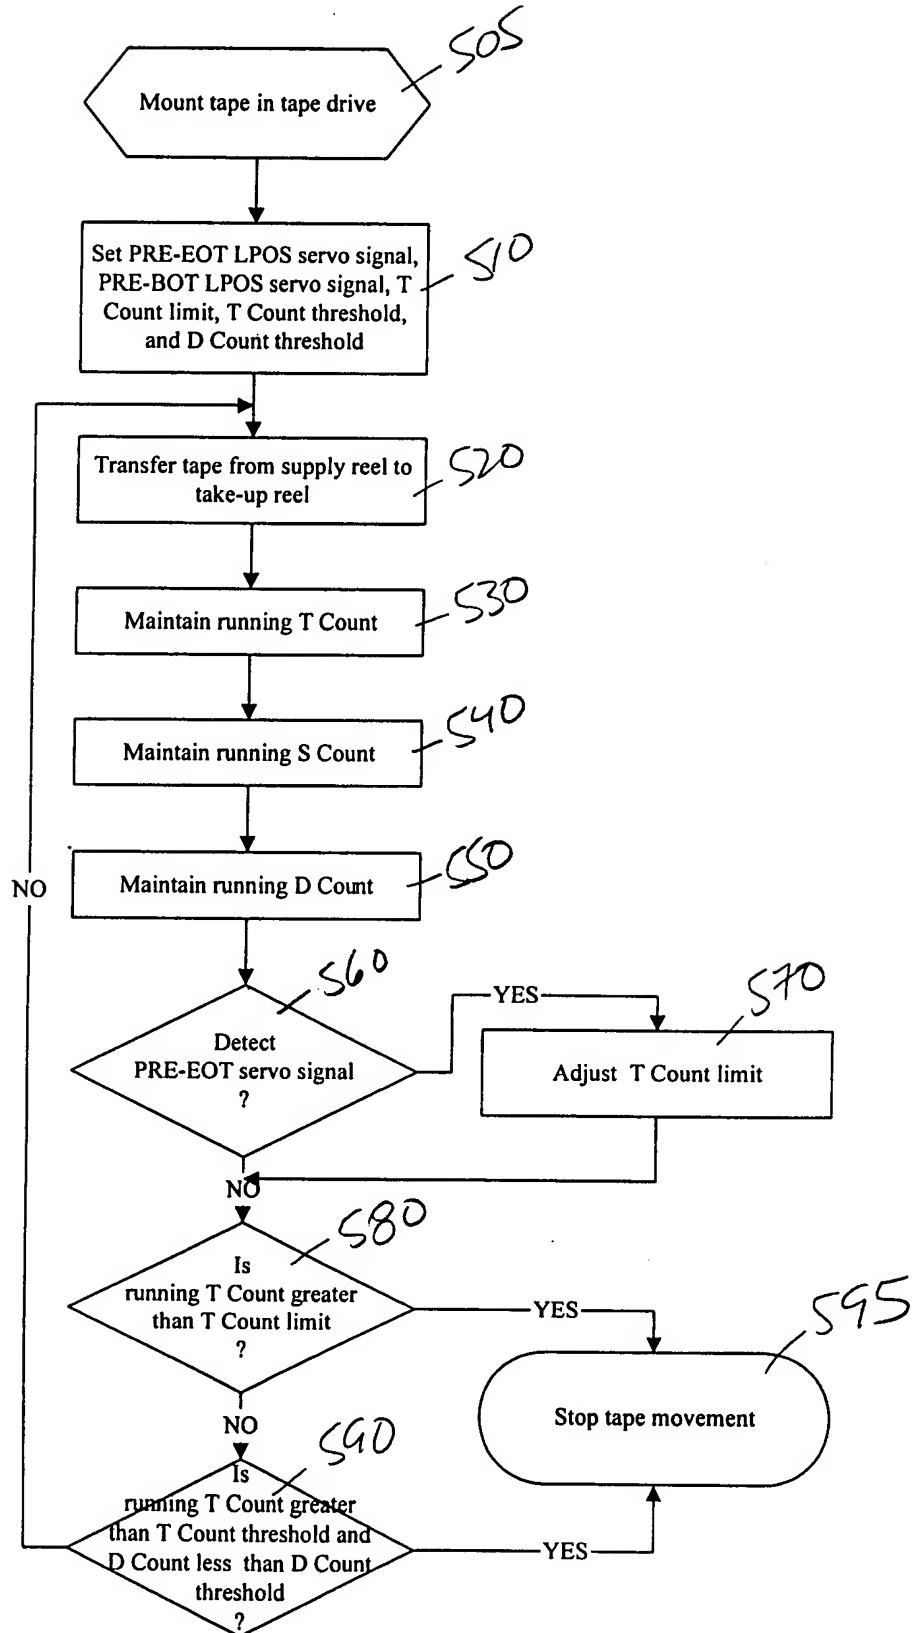 505
Mount tape in tape drive
510
Set PRE-EOT LPOS servo signal,
PRE-BOT LPOS servo signal, T
Count limit, T Count threshold,
and D Count threshold
520
Transfer tape from supply reel to
take-up reel
530
Maintain running T Count
540
Maintain running S Count
550
Maintain running D Count
NO
560
Detect
PRE-EOT servo signal
?
YES
570
Adjust T Count limit
NO
580
Is
running T Count greater
than T Count limit
?
YES
595
Stop tape movement
NO
590
Is
running T Count greater
than T Count threshold and
D Count less than D Count
threshold
?
YES